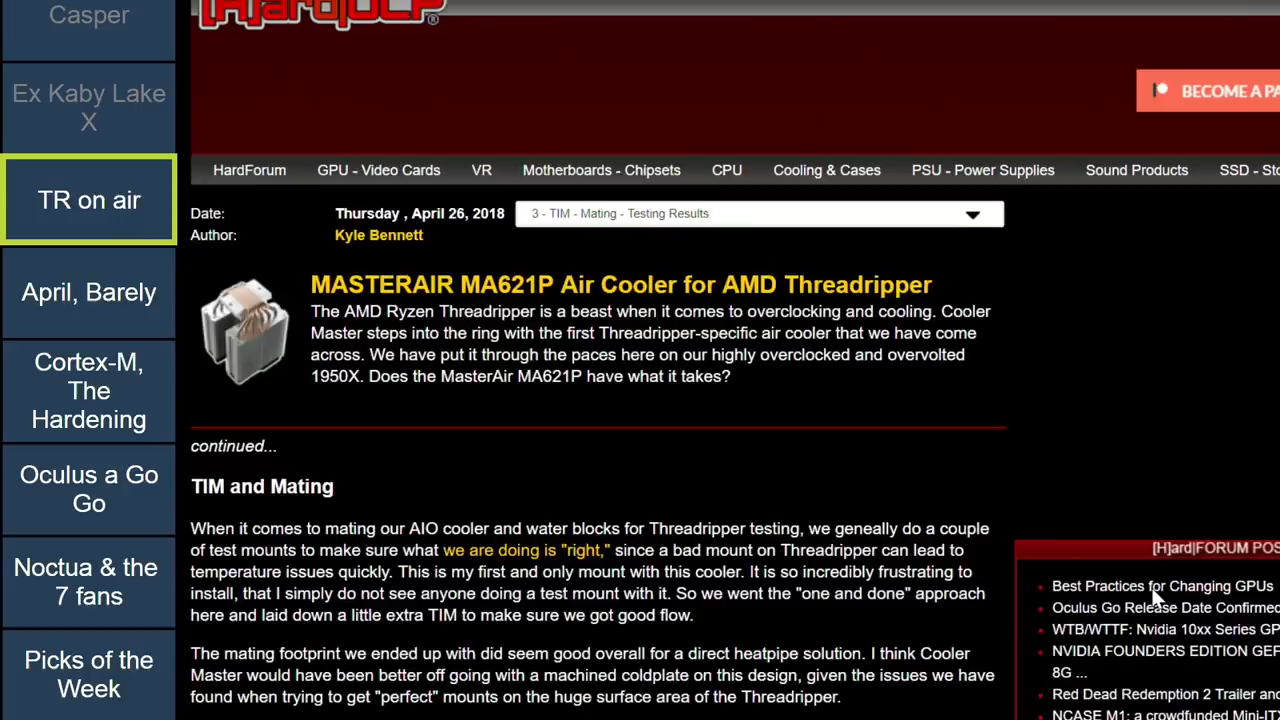 Casper
Ex Kaby Lake
X
TR on air
April, Barely
Cortex-M,
The
Hardening
Oculus a Go
Go
Noctua & the
7 fans
Picks of the
Week
[H]ard|OCP®
BECOME A PA
HardForum GPU - Video Cards VR Motherboards - Chipsets CPU Cooling & Cases PSU - Power Supplies Sound Products SSD - Sto
Date: Thursday , April 26, 2018 3 - TIM - Mating - Testing Results
Author: Kyle Bennett
MASTERAIR MA621P Air Cooler for AMD Threadripper
The AMD Ryzen Threadripper is a beast when it comes to overclocking and cooling. Cooler
Master steps into the ring with the first Threadripper-specific air cooler that we have come
across. We have put it through the paces here on our highly overclocked and overvolted
1950X. Does the MasterAir MA621P have what it takes?
continued...
TIM and Mating
When it comes to mating our AIO cooler and water blocks for Threadripper testing, we geneally do a couple
of test mounts to make sure what we are doing is "right," since a bad mount on Threadripper can lead to
temperature issues quickly. This is my first and only mount with this cooler. It is so incredibly frustrating to
install, that I simply do not see anyone doing a test mount with it. So we went the "one and done" approach
here and laid down a little extra TIM to make sure we got good flow.
The mating footprint we ended up with did seem good overall for a direct heatpipe solution. I think Cooler
Master would have been better off going with a machined coldplate on this design, given the issues we have
found when trying to get "perfect" mounts on the huge surface area of the Threadripper.
[H]ard|FORUM POS
Best Practices for Changing GPUs
Oculus Go Release Date Confirmed
WTB/WTTF: Nvidia 10xx Series GP
NVIDIA FOUNDERS EDITION GEF
8G ...
Red Dead Redemption 2 Trailer and
NCASE M1: a crowdfunded Mini-IT